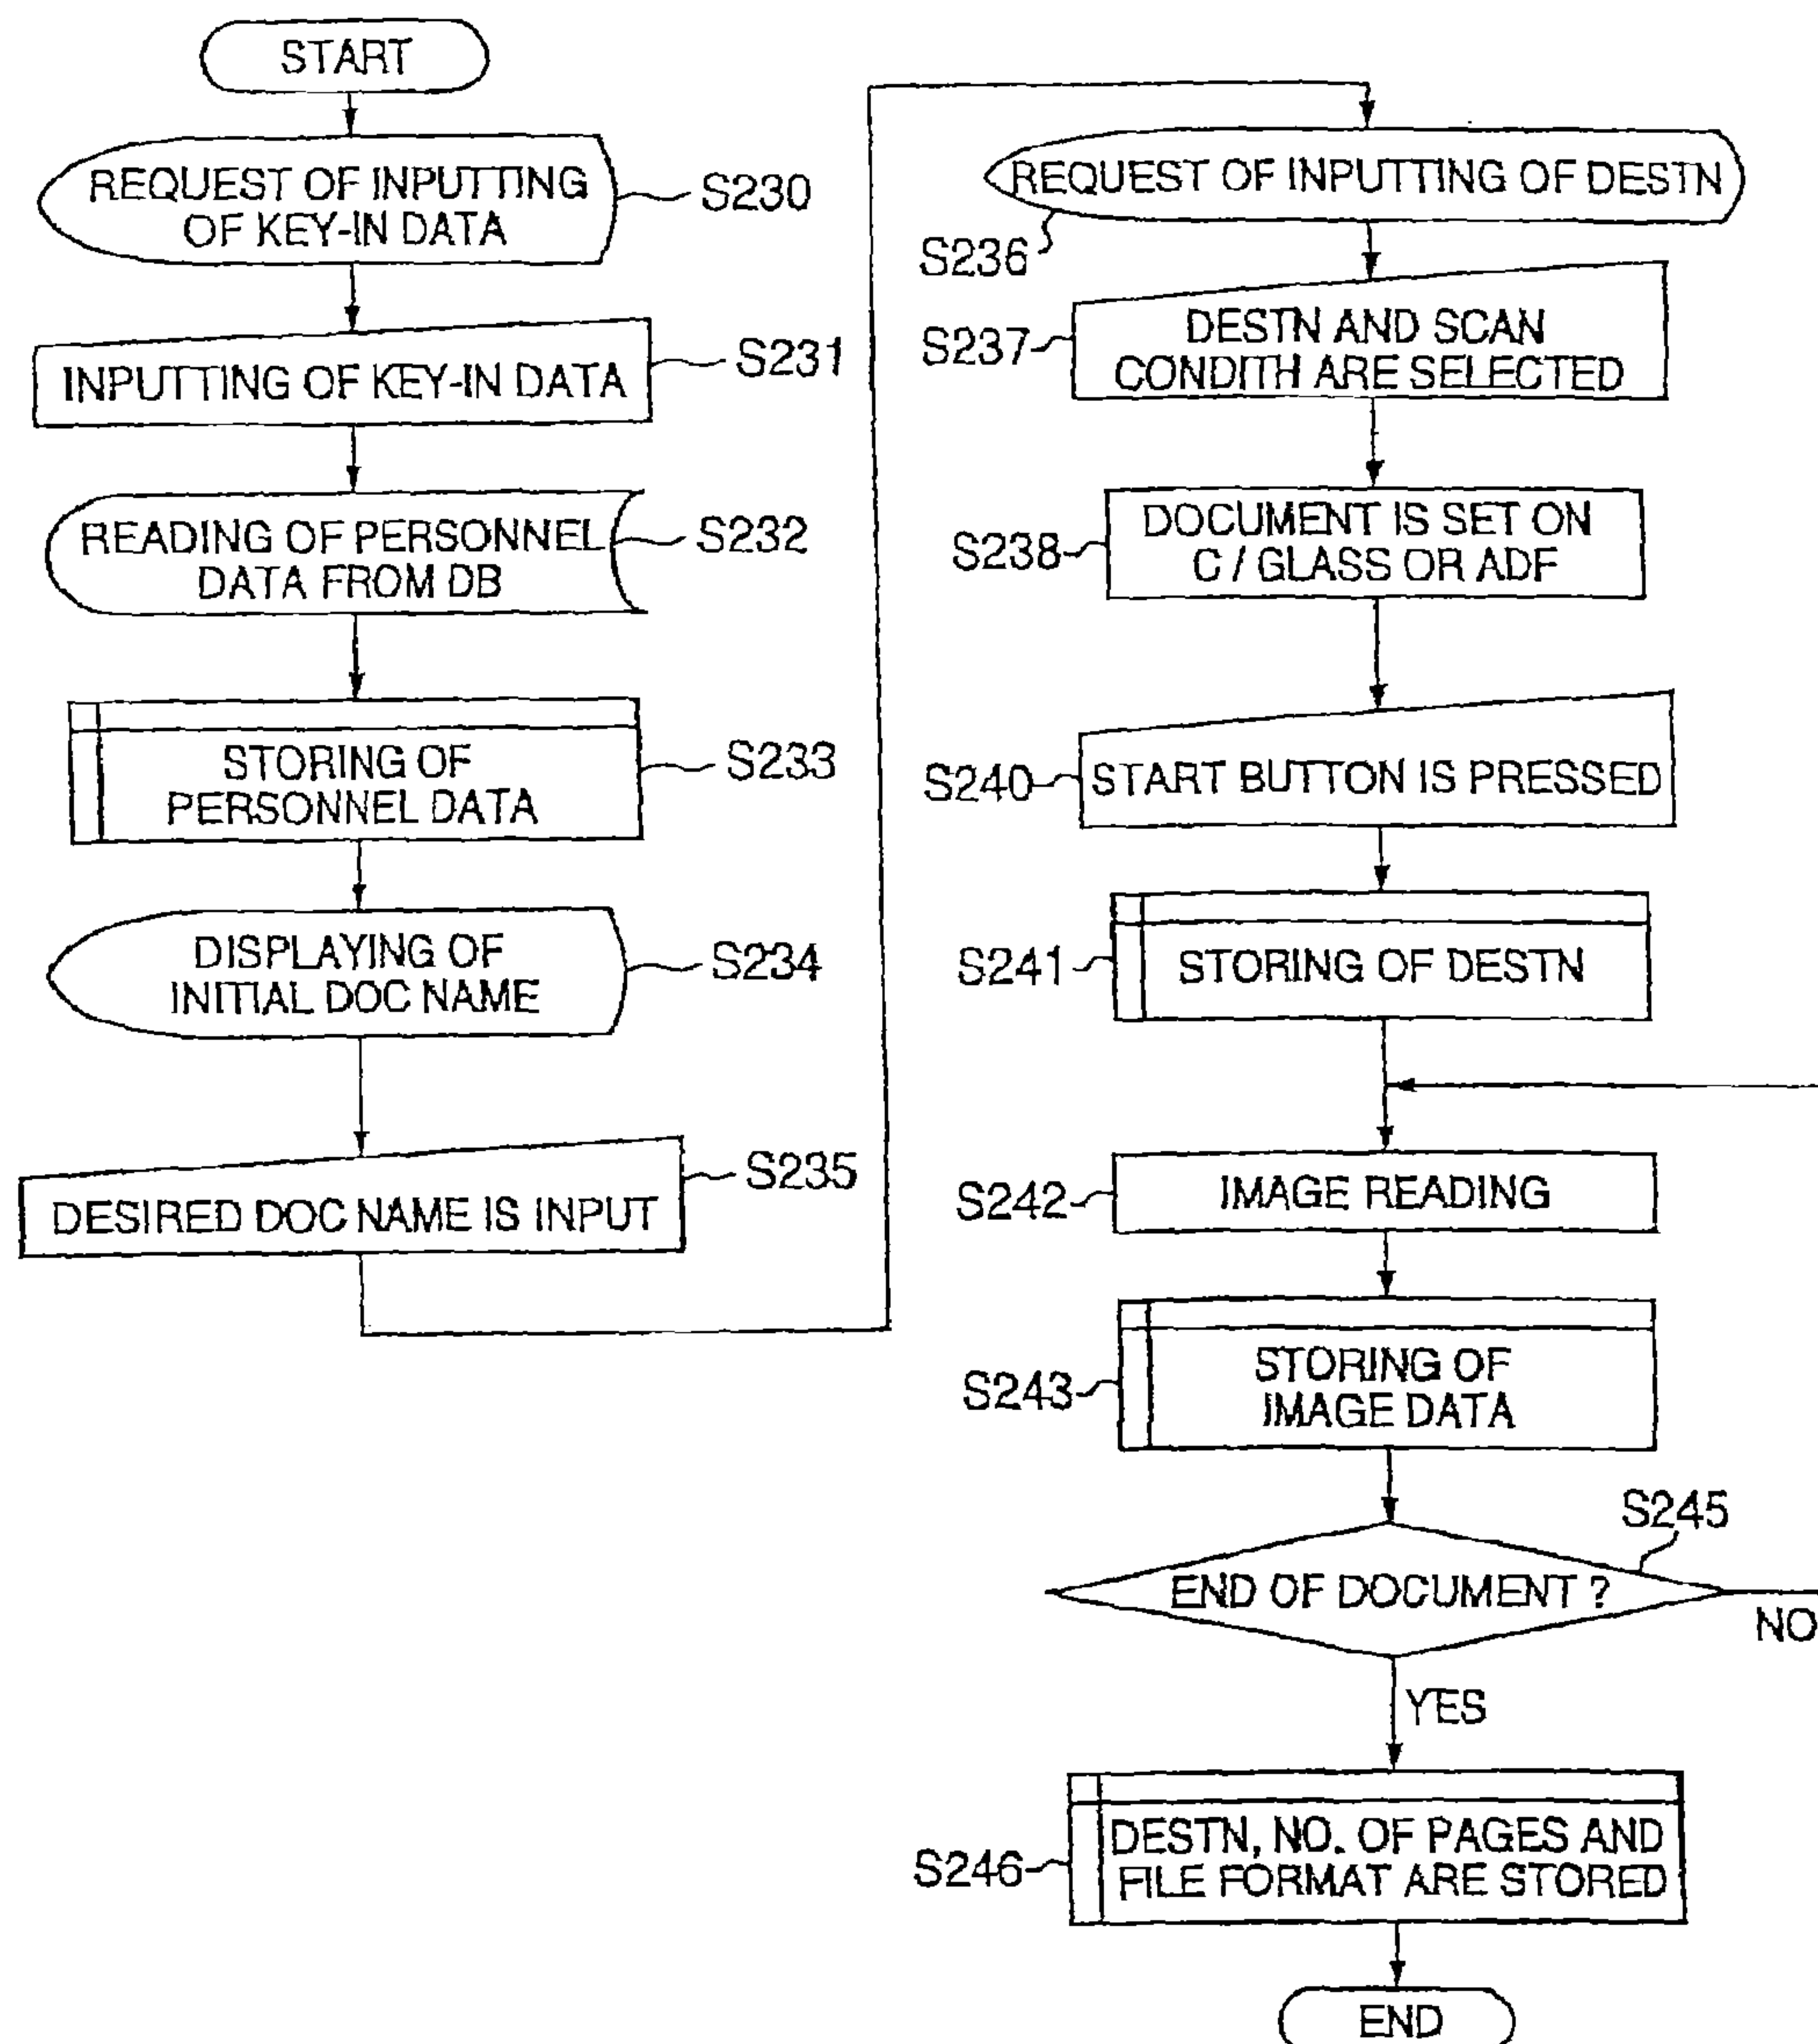 START
REQUEST OF INPUTTING
OF KEY-IN DATA
S230
INPUTTING OF KEY-IN DATA
S231
READING OF PERSONNEL
DATA FROM DB
S232
STORING OF
PERSONNEL DATA
S233
DISPLAYING OF
INITIAL DOC NAME
S234
DESIRED DOC NAME IS INPUT
S235
REQUEST OF INPUTTING OF DESTN
S236
DESTN AND SCAN
CONDITH ARE SELECTED
S237
DOCUMENT IS SET ON
C / GLASS OR ADF
S238
START BUTTON IS PRESSED
S240
STORING OF DESTN
S241
IMAGE READING
S242
STORING OF
IMAGE DATA
S243
END OF DOCUMENT ?
S245
NO
YES
DESTN, NO. OF PAGES AND
FILE FORMAT ARE STORED
S246
END